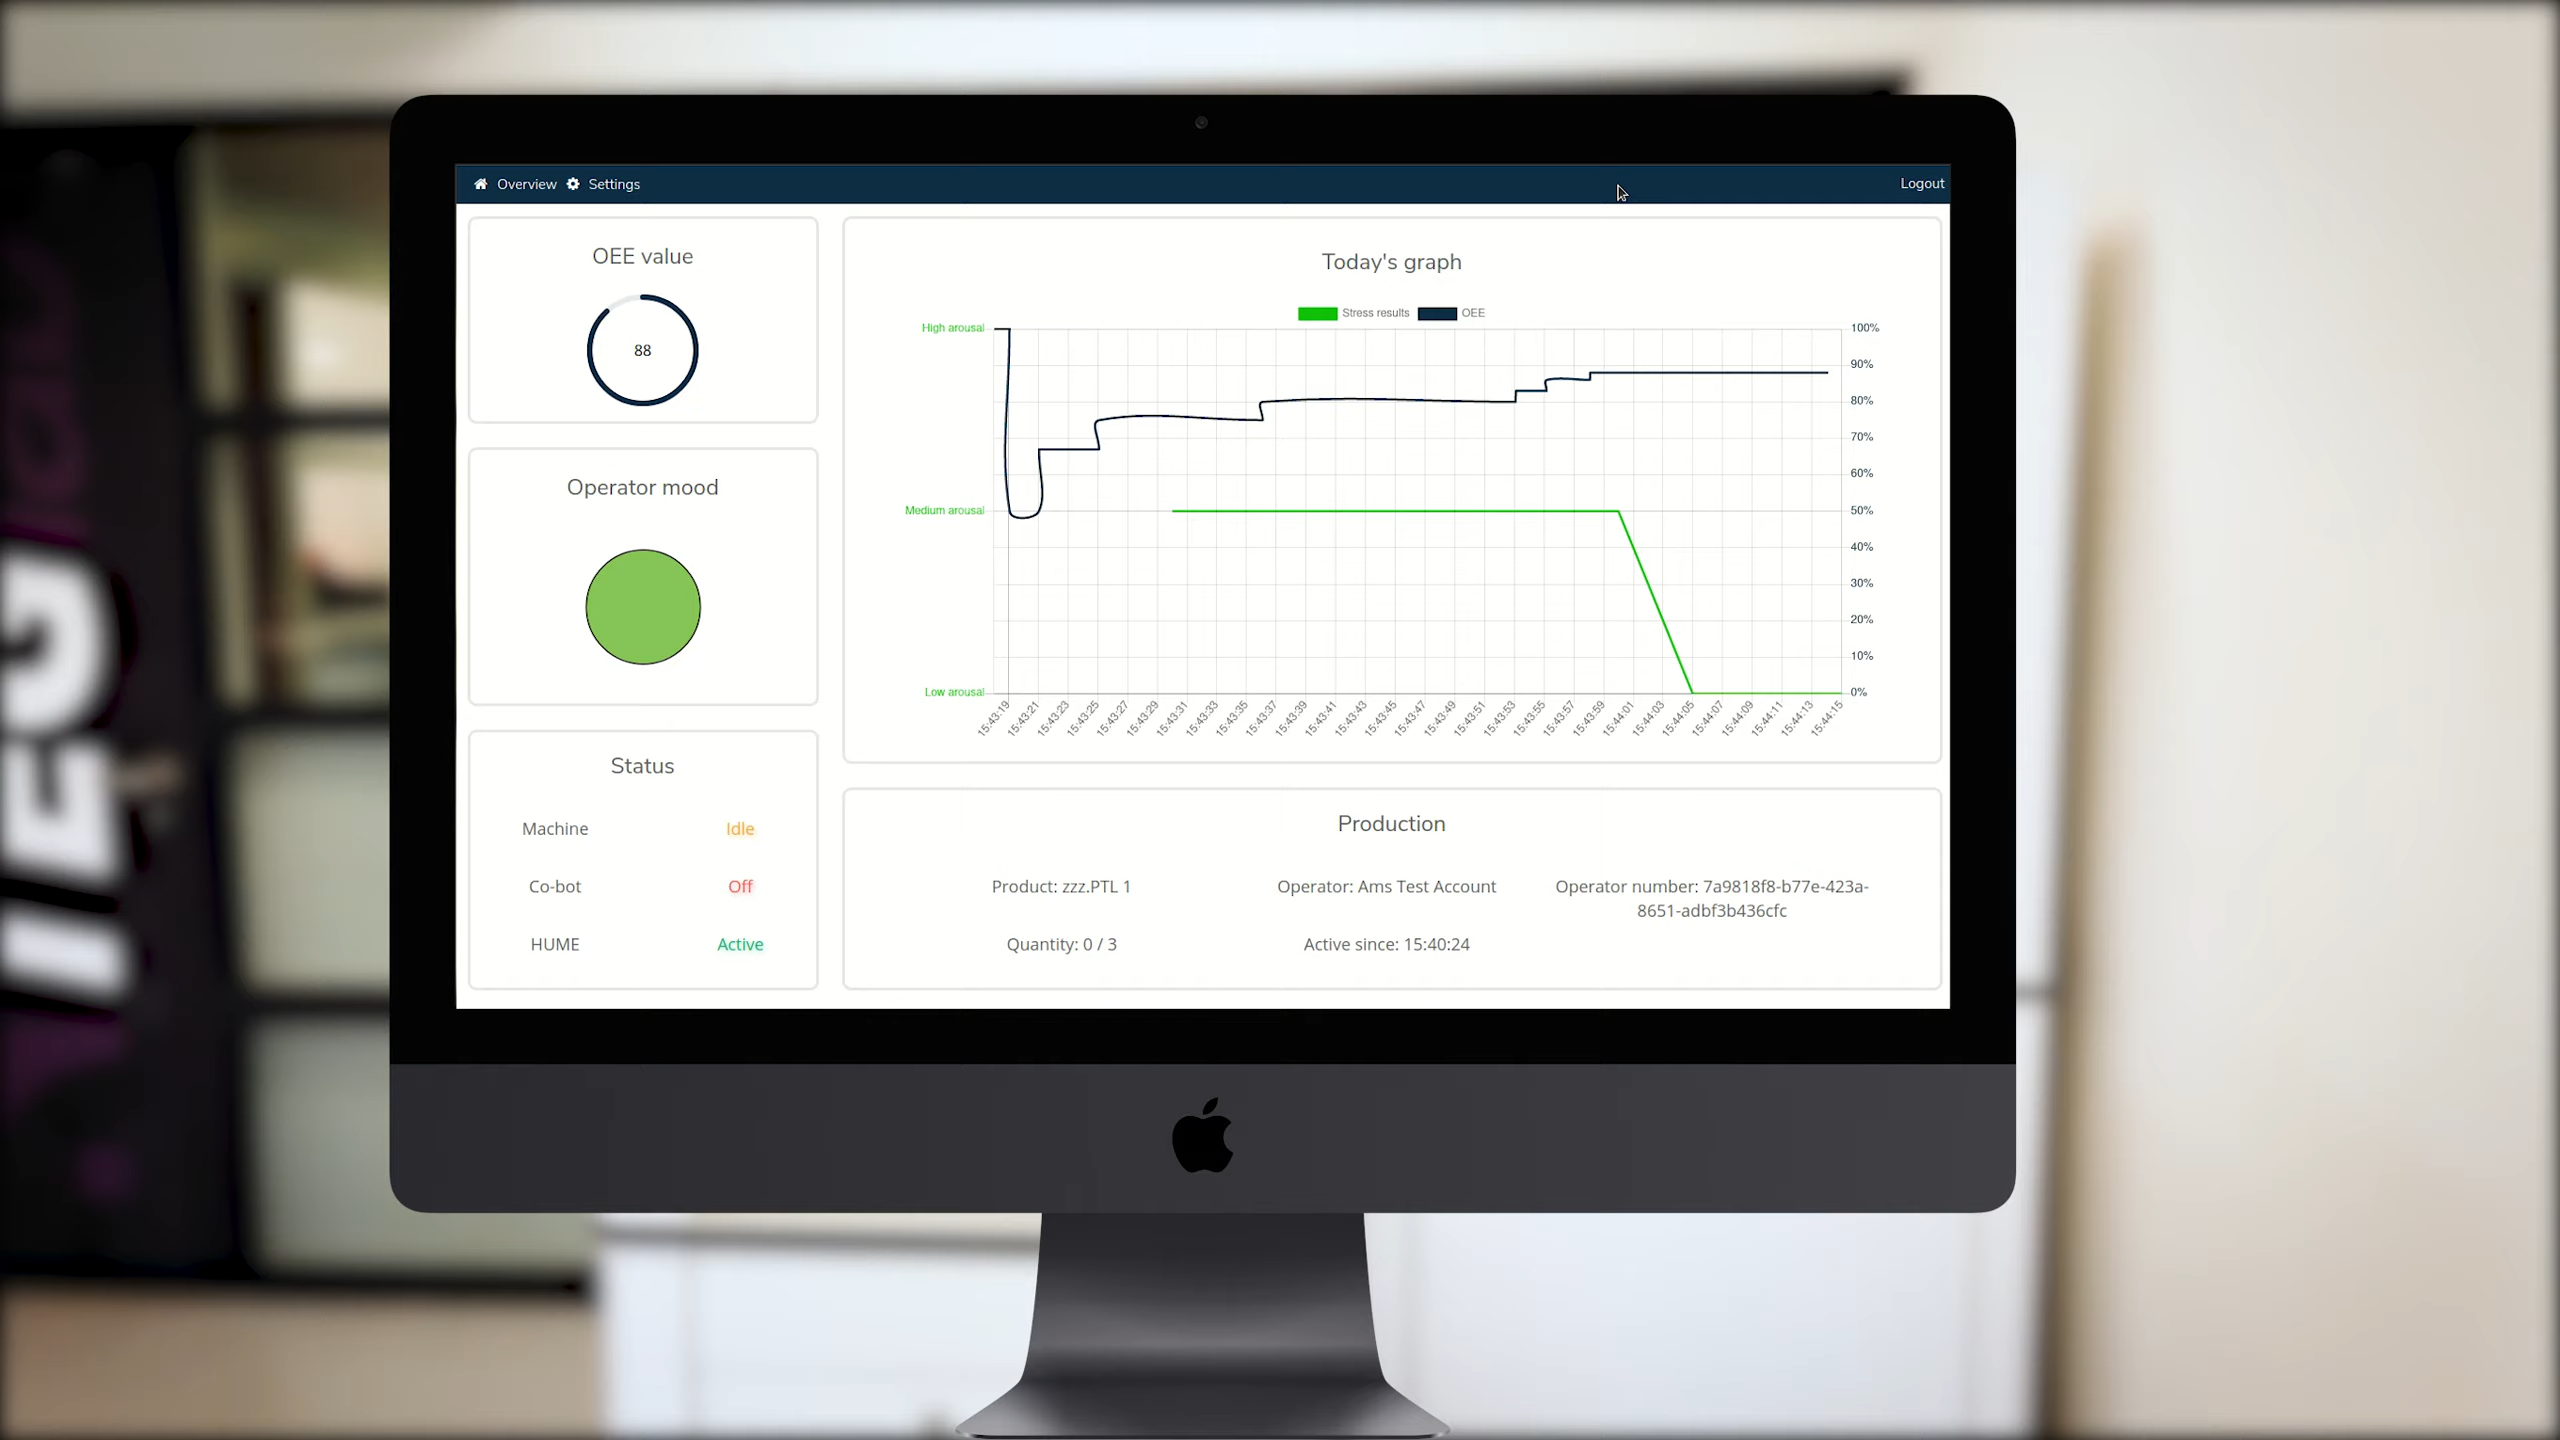 Overview Settings Logout
OEE value
88
Operator mood
Status
Machine Idle
Co-bot Off
HUME Active
Today's graph
Stress results OEE
High arousal
Medium arousal
Low arousal
100%
90%
80%
70%
60%
50%
40%
30%
20%
10%
0%
15:43:19 15:43:21 15:43:23 15:43:25 15:43:27 15:43:29 15:43:31 15:43:33 15:43:35 15:43:37 15:43:39 15:43:41 15:43:43 15:43:45 15:43:47 15:43:49 15:43:51 15:43:53 15:43:55 15:43:57 15:43:59 15:44:01 15:44:03 15:44:05 15:44:07 15:44:09 15:44:11 15:44:13 15:44:15
Production
Product: zzz.PTL 1
Quantity: 0 / 3
Operator: Ams Test Account
Active since: 15:40:24
Operator number: 7a9818f8-b77e-423a-
8651-adbf3b436cfc